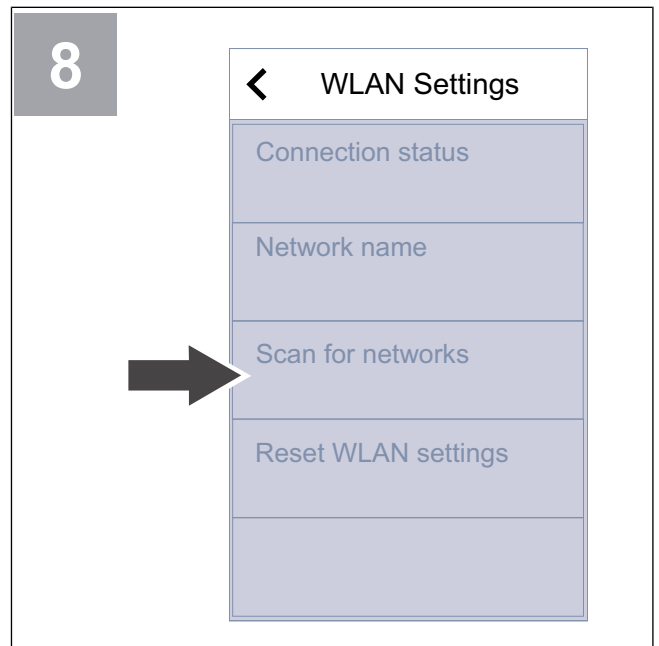 8
WLAN Settings
Connection status
Network name
Scan for networks
Reset WLAN settings